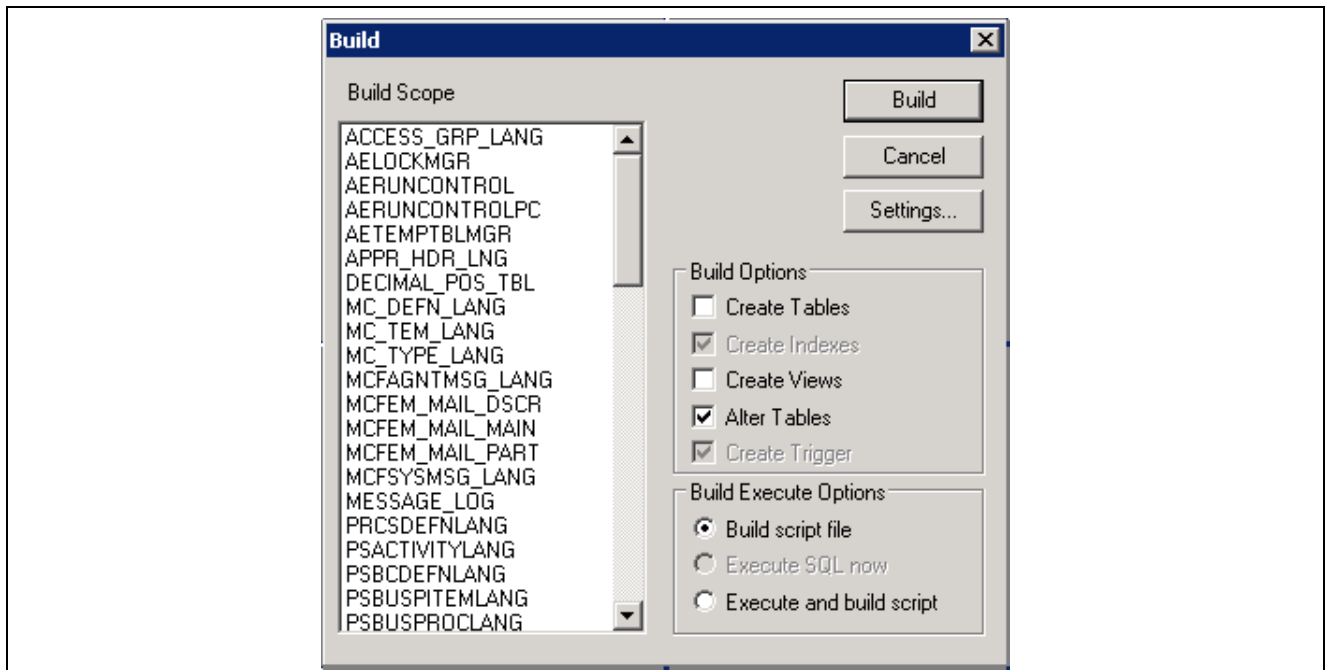 Build
Build Scope
ACCESS_GRP_LANG
AELOCKMGR
AERUNCONTROL
AERUNCONTROLPC
AETEMPTBLMGR
APPR_HDR_LNG
DECIMAL_POS_TBL
MC_DEFN_LANG
MC_TEM_LANG
MC_TYPE_LANG
MCFAGNTMSG_LANG
MCFEM_MAIL_DSCR
MCFEM_MAIL_MAIN
MCFEM_MAIL_PART
MCFSYSMSG_LANG
MESSAGE_LOG
PRCSDEFNLANG
PSACTIVITYLANG
PSBCDEFNLANG
PSBUSPITEMLANG
PSBUSPROCLANG
Build
Cancel
Settings...
Build Options
Create Tables
Create Indexes
Create Views
Alter Tables
Create Trigger
Build Execute Options
Build script file
Execute SQL now
Execute and build script